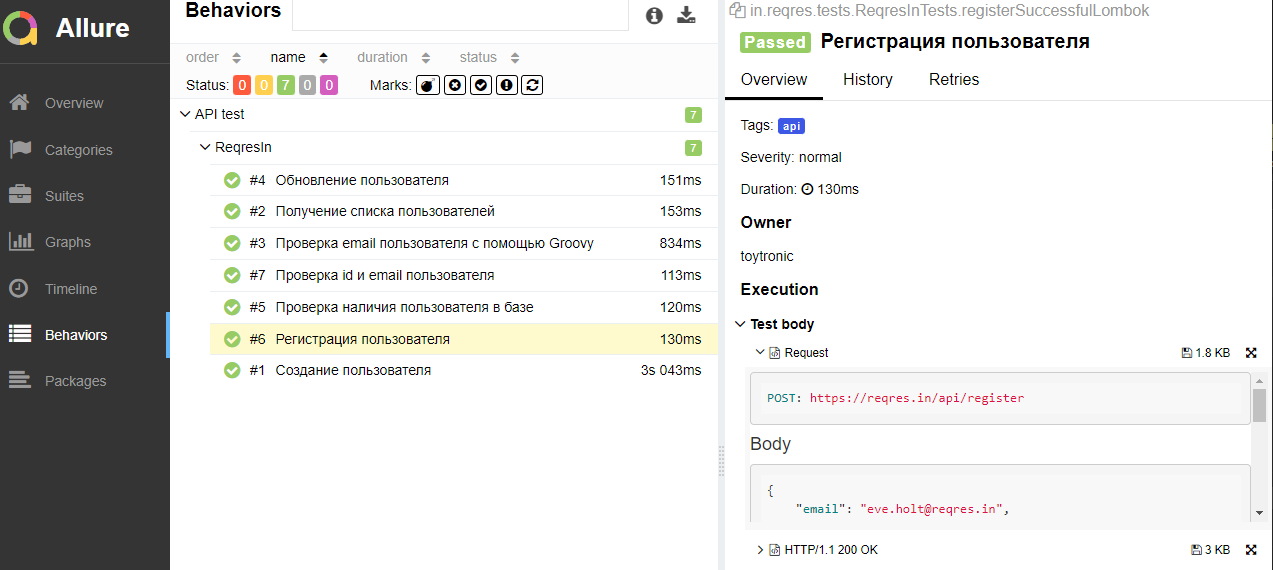 Allure
Overview
Categories
Suites
Graphs
Timeline
Behaviors
Packages
Behaviors
order name duration status
Status: 0 0 7 0 0 Marks:
API test 7
ReqresIn 7
#4 Обновление пользователя 151ms
#2 Получение списка пользователей 153ms
#3 Проверка email пользователя с помощью Groovy 834ms
#7 Проверка id и email пользователя 113ms
#5 Проверка наличия пользователя в базе 120ms
#6 Регистрация пользователя 130ms
#1 Создание пользователя 3s 043ms
in.reqres.tests.ReqresInTests.registerSuccessfulLombok
Passed Регистрация пользователя
Overview History Retries
Tags: api
Severity: normal
Duration: 130ms
Owner
toytronic
Execution
Test body
Request 1.8 KB
POST: https://reqres.in/api/register
Body
{
"email": "eve.holt@reqres.in",
HTTP/1.1 200 OK 3 KB